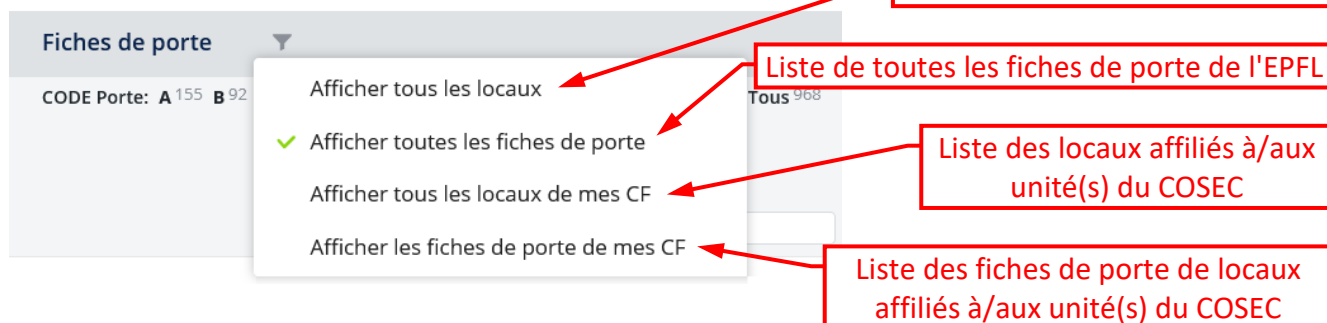 Fiches de porte
Afficher tous les locaux
Liste de toutes les fiches de porte de l'EPFL
CODE Porte: A 155 B 92
Tous 968
Afficher toutes les fiches de porte
Liste des locaux affiliés à/aux
unité(s) du COSEC
Afficher tous les locaux de mes CF
Afficher les fiches de porte de mes CF
Liste des fiches de porte de locaux
affiliés à/aux unité(s) du COSEC